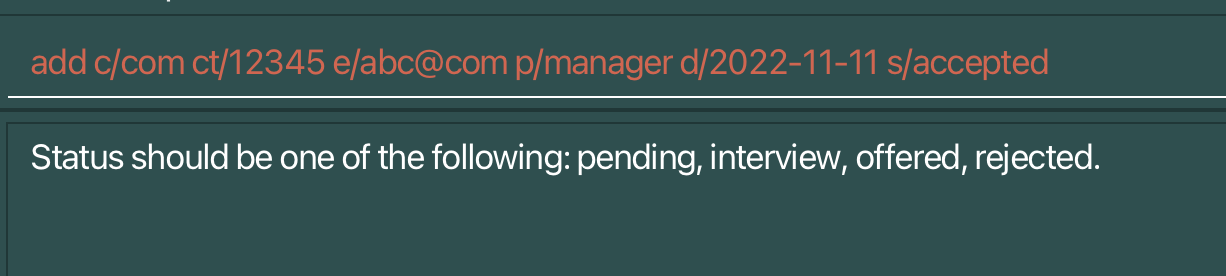 add c/com ct/12345 e/abc@com p/manager d/2022-11-11 s/accepted
Status should be one of the following: pending, interview, offered, rejected.